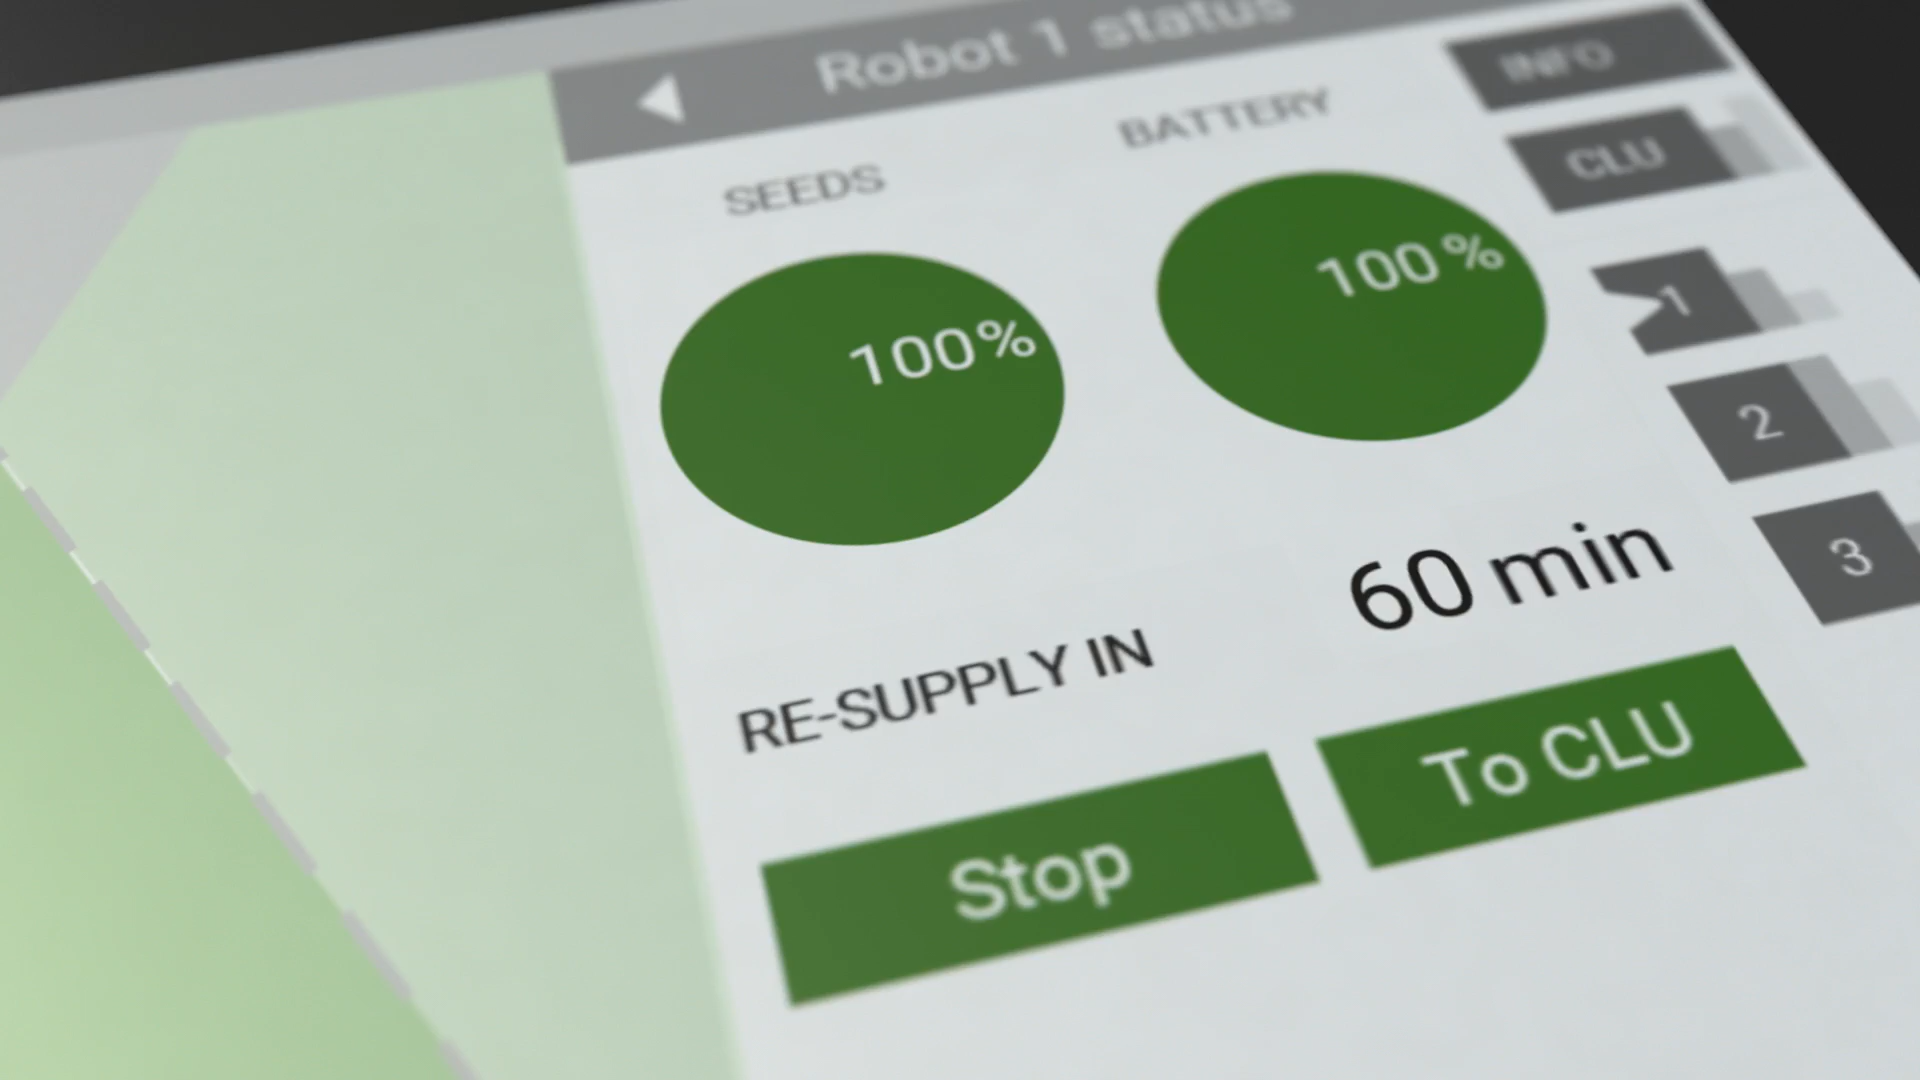 Robot 1 status
SEEDS
BATTERY
100%
100%
RE-SUPPLY IN
60 min
Stop
To CLU
INFO
CLU
1
2
3